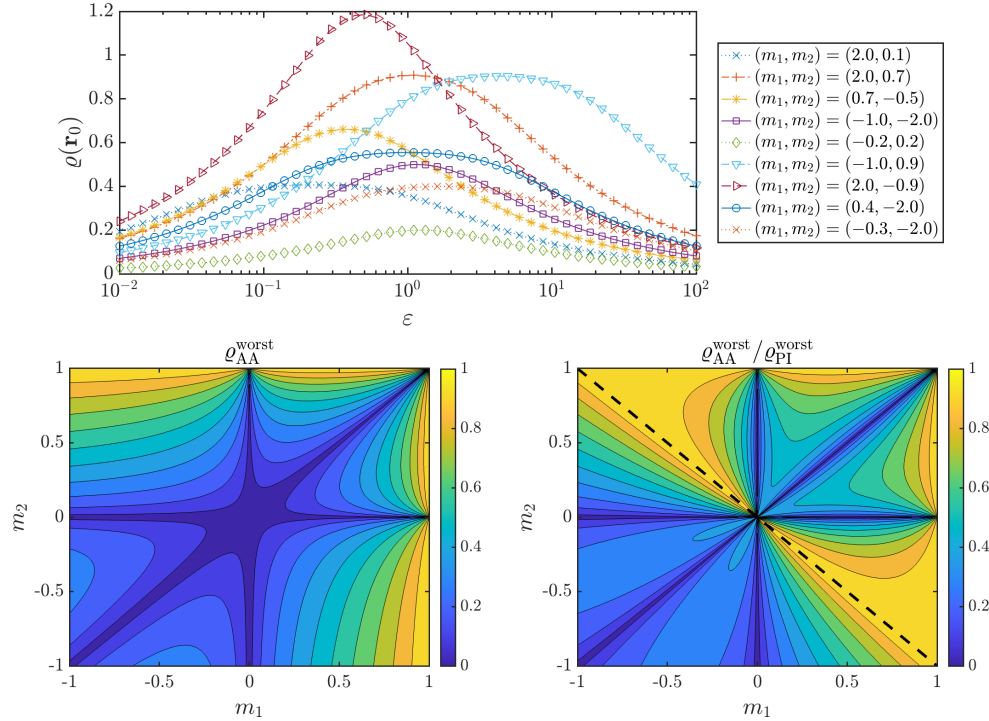 1.2
1
0.8
0.6
0.4
0.2
0
ϱ(r₀)
10⁻² 10⁻¹ 10⁰ 10¹ 10²
ε
(m₁, m₂) = (2.0, 0.1)
(m₁, m₂) = (2.0, 0.7)
(m₁, m₂) = (0.7, −0.5)
(m₁, m₂) = (−1.0, −2.0)
(m₁, m₂) = (−0.2, 0.2)
(m₁, m₂) = (−1.0, 0.9)
(m₁, m₂) = (2.0, −0.9)
(m₁, m₂) = (0.4, −2.0)
(m₁, m₂) = (−0.3, −2.0)
ϱ_AA^worst
1
0.5
0
-0.5
-1
m₂
-1 -0.5 0 0.5 1
m₁
1
0.8
0.6
0.4
0.2
0
ϱ_AA^worst/ϱ_PI^worst
1
0.5
0
-0.5
-1
m₂
-1 -0.5 0 0.5 1
m₁
1
0.8
0.6
0.4
0.2
0